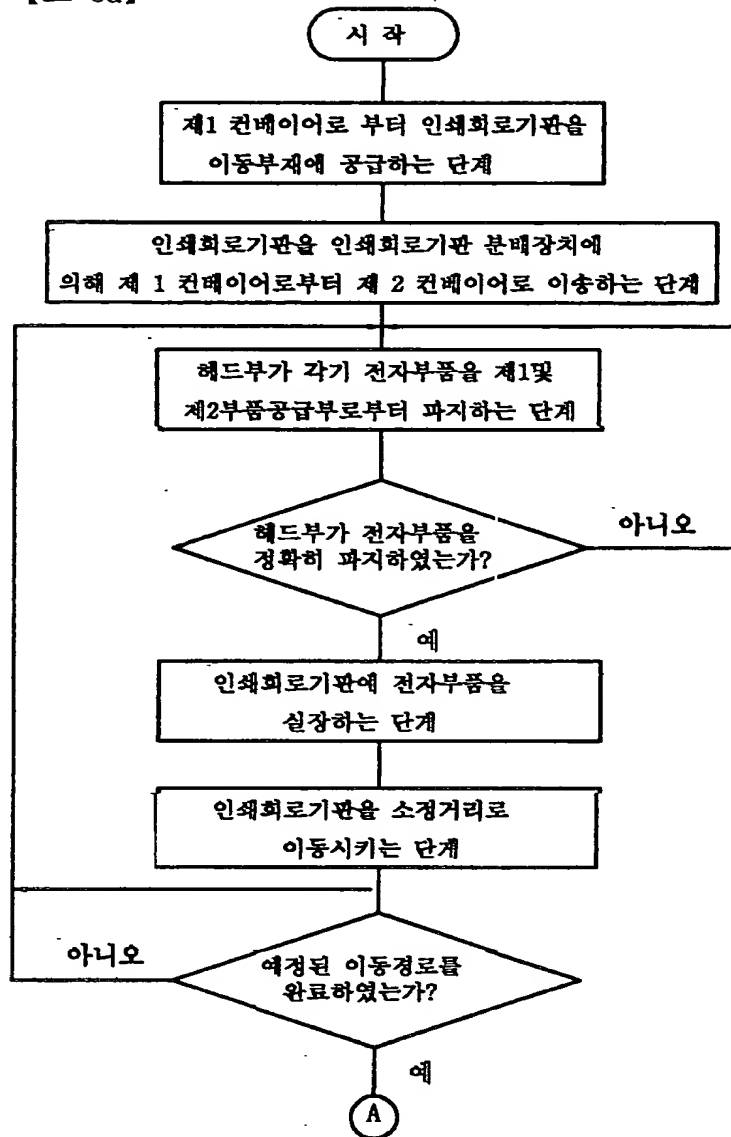 시 작
제1 컨베이어로 부터 인쇄회로기판을
이동부재에 공급하는 단계
인쇄회로기판을 인쇄회로기판 분배장치에
의해 제 1 컨베이어로부터 제 2 컨베이어로 이송하는 단계
헤드부가 각기 전자부품을 제1및
제2부품공급부로부터 파지하는 단계
헤드부가 전자부품을
정확히 파지하였는가?
아니오
예
인쇄회로기판에 전자부품을
실장하는 단계
인쇄회로기판을 소정거리로
이동시키는 단계
아니오
예정된 이동경로를
완료하였는가?
예
A